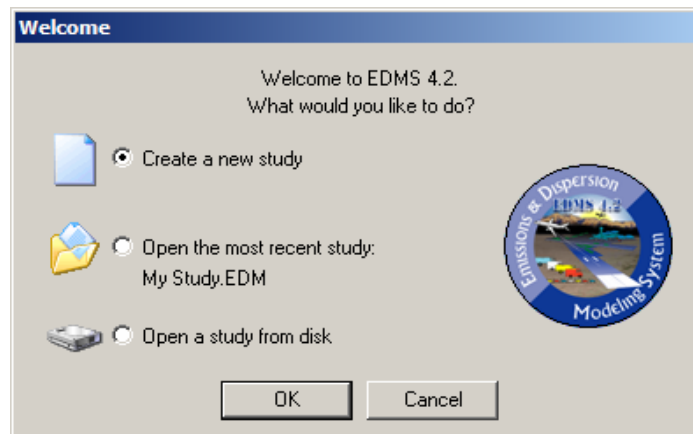 Welcome
Welcome to EDMS 4.2.
What would you like to do?
Create a new study
Open the most recent study:
My Study.EDM
Open a study from disk
Emissions & Dispersion
EDMS 4.2
Modeling System
OK
Cancel